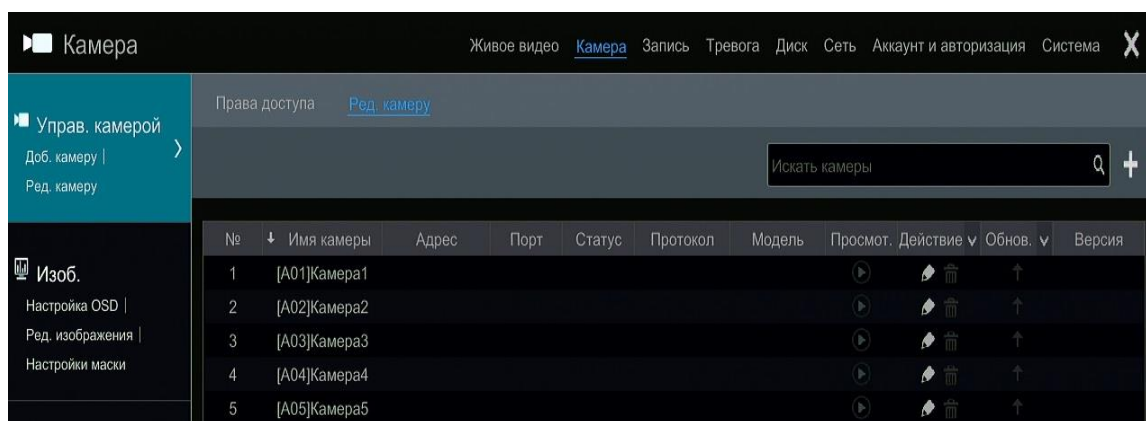 Камера Живое видео Камера Запись Тревога Диск Сеть Аккаунт и авторизация Система X
Права доступа Ред. камеру
Управ. камерой
Доб. камеру |
Ред. камеру
Искать камеры
№ Имя камеры Адрес Порт Статус Протокол Модель Просмот. Действие Обнов. Версия
1 [A01]Камера1
2 [A02]Камера2
3 [A03]Камера3
4 [A04]Камера4
5 [A05]Камера5
Изоб.
Настройка OSD |
Ред. изображения |
Настройки маски